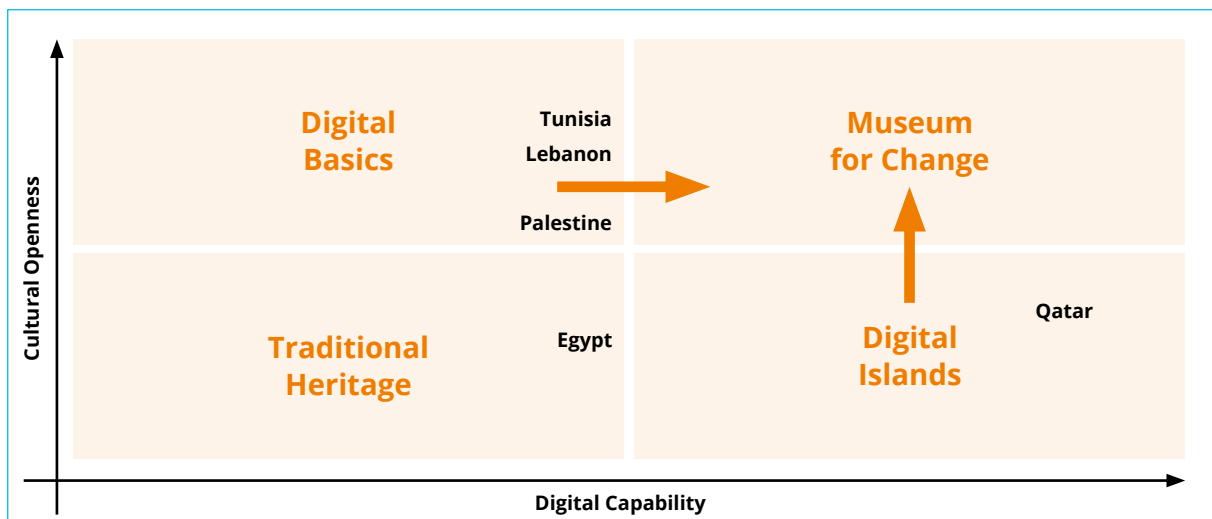 Cultural Openness
Digital
Basics
Tunisia
Lebanon
Palestine
Museum
for Change
Traditional
Heritage
Egypt
Digital
Islands
Qatar
Digital Capability